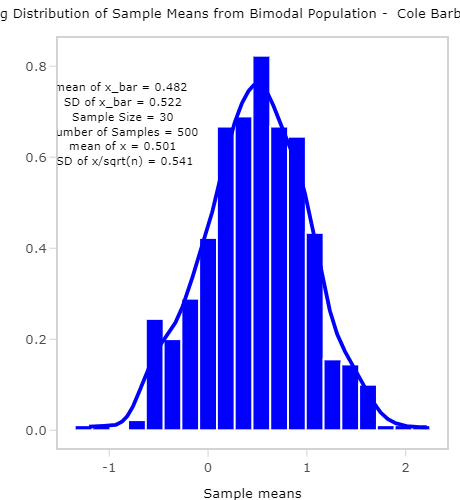 g Distribution of Sample Means from Bimodal Population - Cole Barb
mean of x_bar = 0.482
SD of x_bar = 0.522
Sample Size = 30
umber of Samples = 500
mean of x = 0.501
SD of x/sqrt(n) = 0.541
0.8
0.6
0.4
0.2
0.0
-1 0 1 2
Sample means